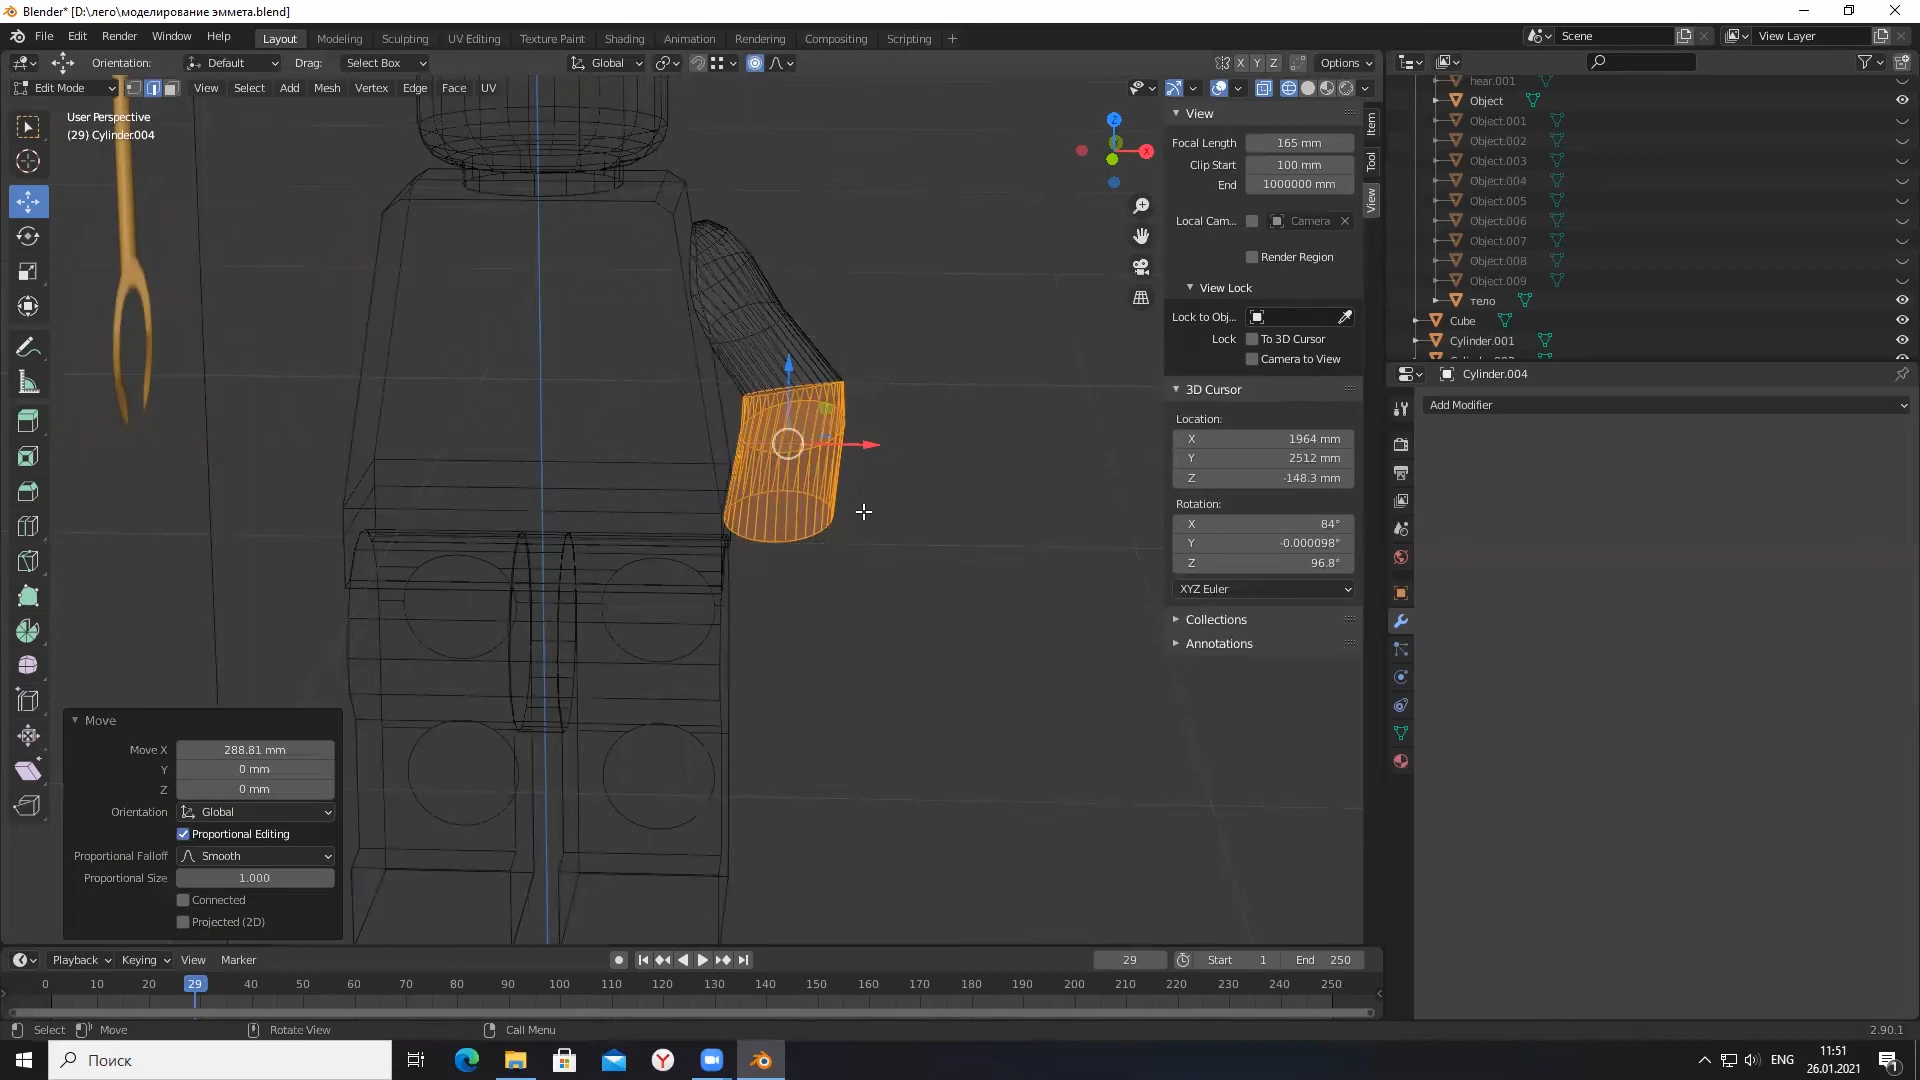 Blender* [D:\лего\моделирование эммета.blend]
File Edit Render Window Help Layout Modeling Sculpting UV Editing Texture Paint Shading Animation Rendering Compositing Scripting + Scene View Layer
Orientation: Default Drag: Select Box Global X Y Z Options
Edit Mode View Select Add Mesh Vertex Edge Face UV
User Perspective
(29) Cylinder.004
Z
X
View
Focal Length 165 mm
Clip Start 100 mm
End 1000000 mm
Local Cam... Camera
Render Region
View Lock
Lock to Obj...
Lock To 3D Cursor
Camera to View
3D Cursor
Location:
X 1964 mm
Y 2512 mm
Z -148.3 mm
Rotation:
X 84°
Y -0.000098°
Z 96.8°
XYZ Euler
Collections
Annotations
Item
Tool
View
hear.001
Object
Object.001
Object.002
Object.003
Object.004
Object.005
Object.006
Object.007
Object.008
Object.009
тело
Cube
Cylinder.001
Cylinder.004
Add Modifier
Move
Move X 288.81 mm
Y 0 mm
Z 0 mm
Orientation Global
Proportional Editing
Proportional Falloff Smooth
Proportional Size 1.000
Connected
Projected (2D)
Playback Keying View Marker 29 Start 1 End 250
0 10 20 29 40 50 60 70 80 90 100 110 120 130 140 150 160 170 180 190 200 210 220 230 240 250
Select Move Rotate View Call Menu 2.90.1
Поиск
ENG
11:51
26.01.2021
1